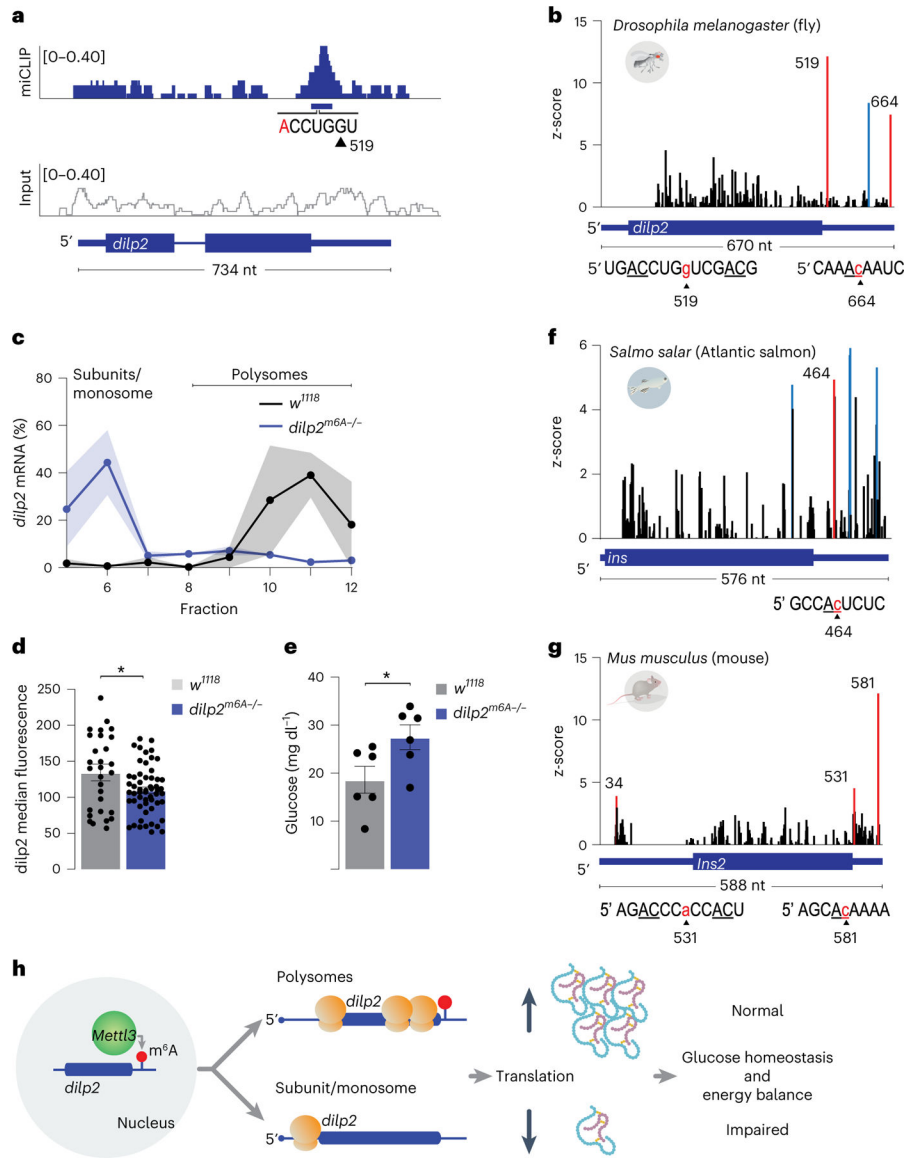 a
miCLIP
[0–0.40]
ACCUGGU
519
Input
[0–0.40]
5′
dilp2
734 nt
b
Drosophila melanogaster (fly)
15
10
5
0
z-score
519
664
5′
dilp2
670 nt
5′ UGACCUGgUCGACG
519
CAAAcAAUC
664
c
Subunits/
monosome
Polysomes
w1118
dilp2m6A−/−
dilp2 mRNA (%)
80
60
40
20
0
6
8
10
12
Fraction
f
Salmo salar (Atlantic salmon)
6
4
2
0
z-score
464
5′
ins
576 nt
5′ GCCAcUCUC
464
d
*
w1118
dilp2m6A−/−
dilp2 median fluorescence
250
200
150
100
50
0
e
*
w1118
dilp2m6A−/−
Glucose (mg dl−1)
40
30
20
10
g
Mus musculus (mouse)
15
10
5
0
z-score
34
531
581
5′
Ins2
588 nt
5′ AGACCCaCCACU
531
5′ AGCAcAAAA
581
h
Mettl3
m6A
dilp2
Nucleus
Polysomes
5′
dilp2
Subunit/monosome
5′
dilp2
Translation
Normal
Glucose homeostasis
and
energy balance
Impaired